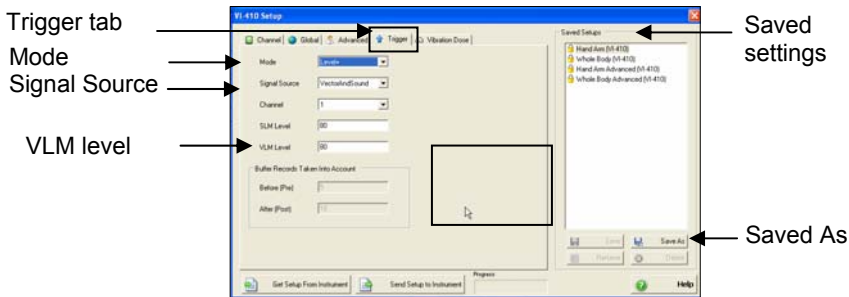 Trigger tab
Mode
Signal Source
VLM level
VI-410 Setup
Channel Global Advanced Trigger Vibration Dose
Mode Level+
Signal Source VectorAndSound
Channel 1
SLM Level 80
VLM Level 80
Buffer Records Taken Into Account
Before (Pre)
After (Post) 10
Get Setup From Instrument Send Setup to Instrument Progress
Saved Setups
Hand Arm (VI-410)
Whole Body (VI-410)
Hand Arm Advanced (VI-410)
Whole Body Advanced (VI-410)
Save Save As
Rename Delete
Help
Saved
settings
Saved As